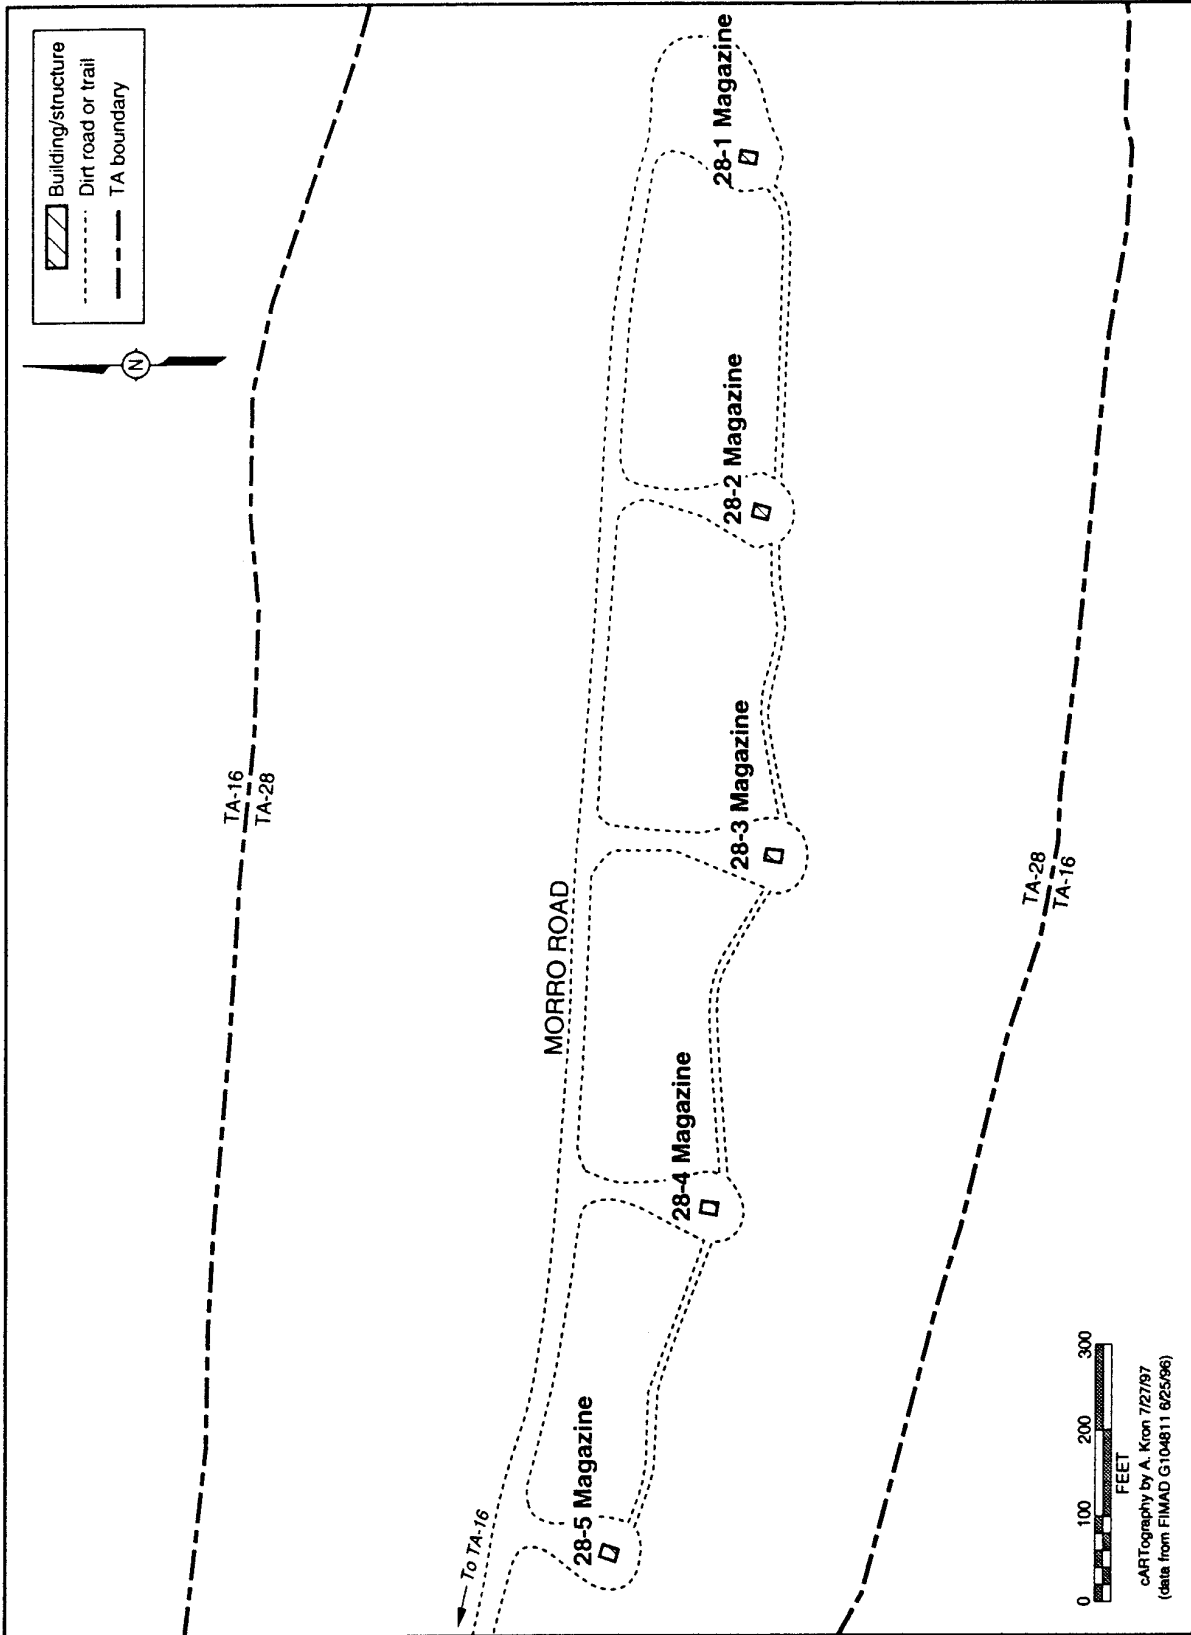 Building/structure
Dirt road or trail
TA boundary
N
TA-16
TA-28
MORRO ROAD
To TA-16
28-5 Magazine
28-4 Magazine
28-3 Magazine
28-2 Magazine
28-1 Magazine
TA-28
TA-16
0 100 200 300
FEET
cARTography by A. Kron 7/27/97
(data from FIMAD G104811 6/25/96)